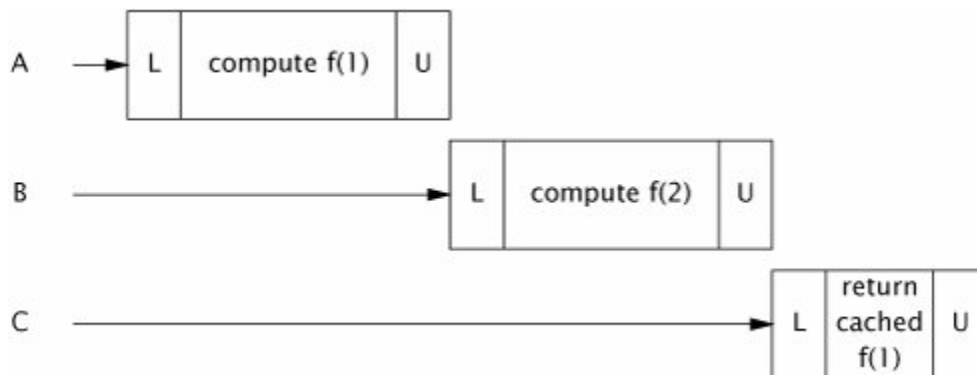 A L compute f(1) U
B L compute f(2) U
C L return cached f(1) U